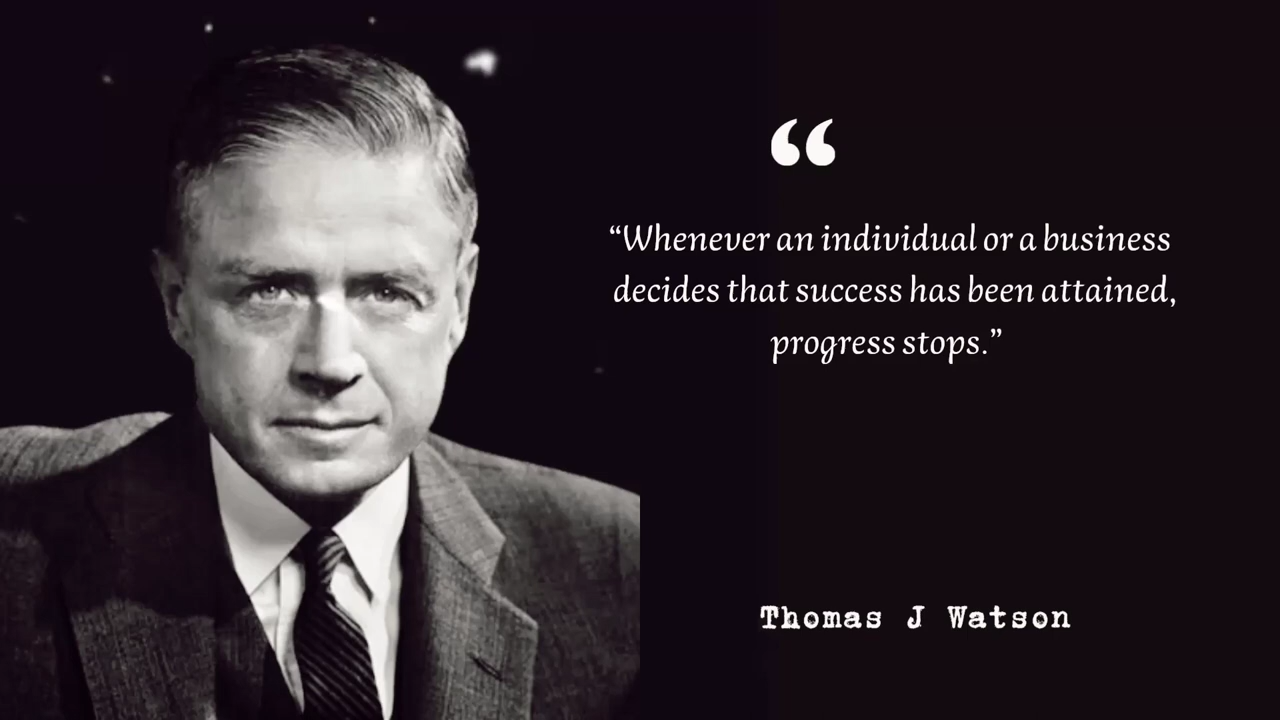 “
“Whenever an individual or a business
decides that success has been attained,
progress stops.”
Thomas J Watson